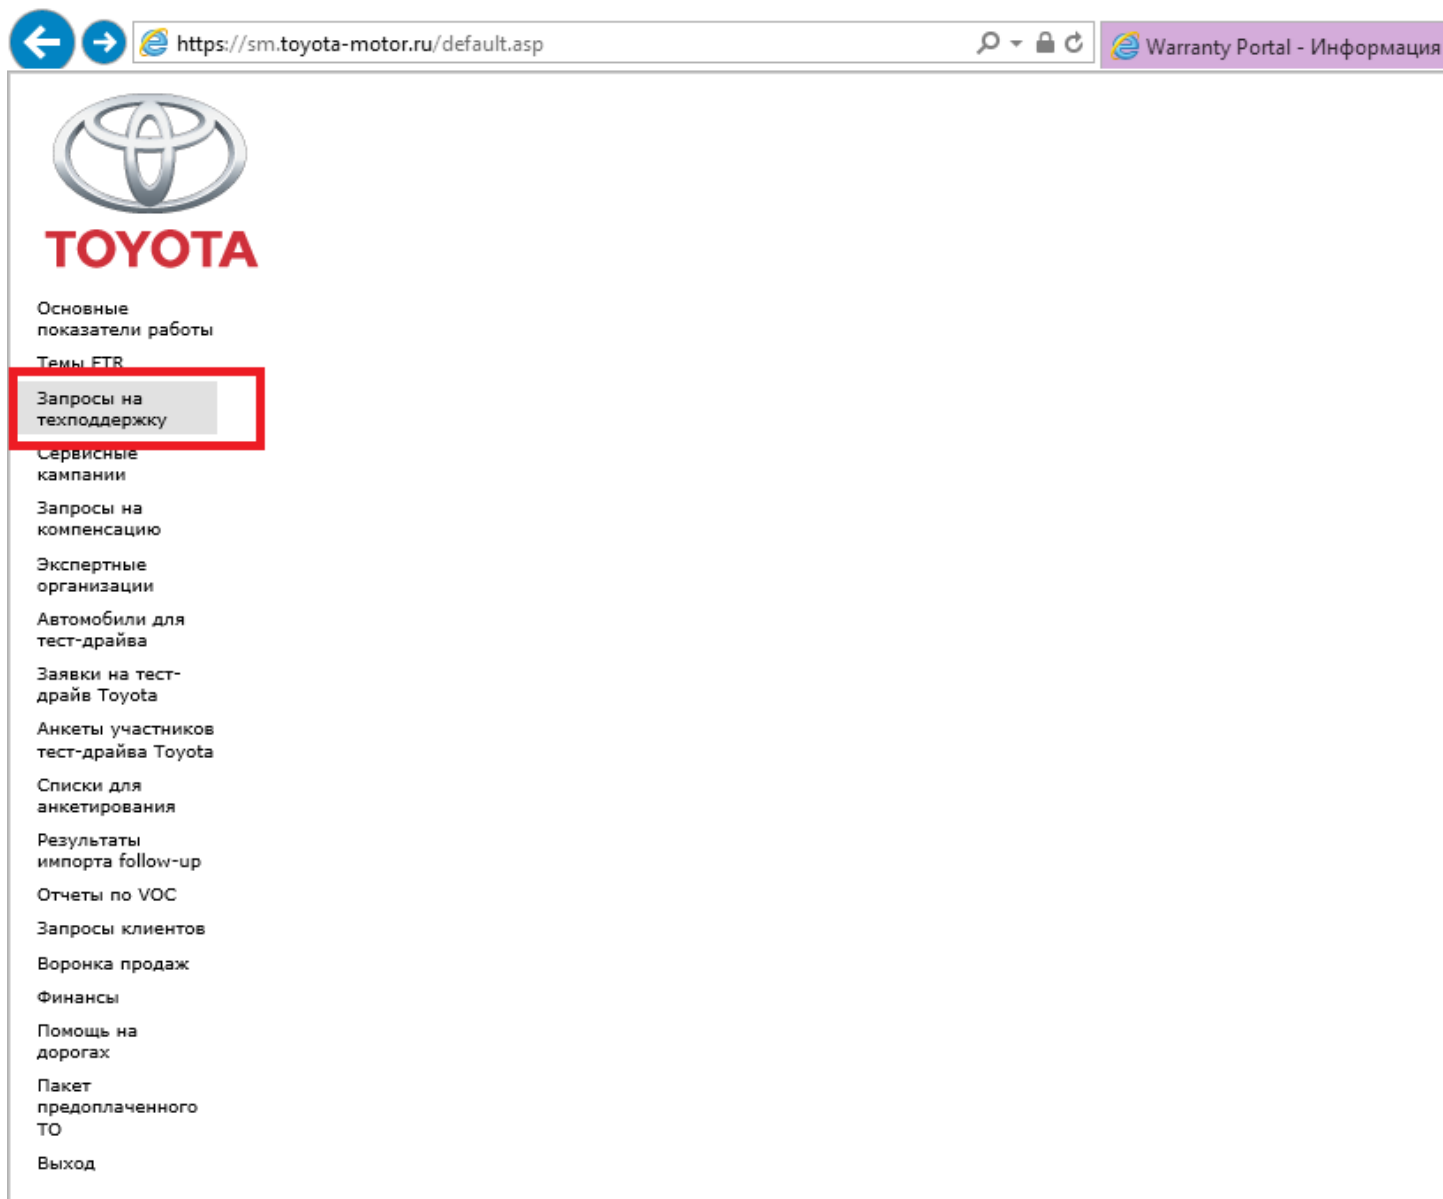 https://sm.toyota-motor.ru/default.asp
Warranty Portal - Информация
TOYOTA
Основные
показатели работы
Темы FTR
Запросы на
техподдержку
Сервисные
кампании
Запросы на
компенсацию
Экспертные
организации
Автомобили для
тест-драйва
Заявки на тест-
драйв Toyota
Анкеты участников
тест-драйва Toyota
Списки для
анкетирования
Результаты
импорта follow-up
Отчеты по VOC
Запросы клиентов
Воронка продаж
Финансы
Помощь на
дорогах
Пакет
предоплаченного
ТО
Выход